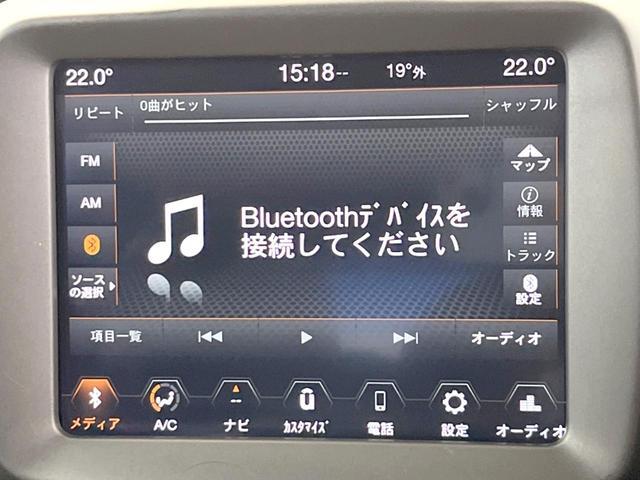 22.0° 15:18-- 19°外 22.0°
リピート 0曲がヒット シャッフル
FM
マップ
AM
情報
Bluetoothﾃﾞﾊﾞｲｽを
接続してください
トラック
ソース
の選択
設定
項目一覧 オーディオ
メディア A/C ナビ ｶｽﾀﾏｲｽﾞ 電話 設定 オーディオ